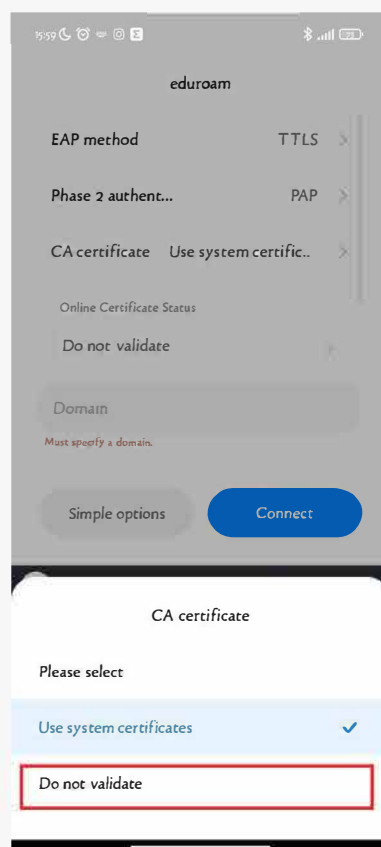 15:59
eduroam
EAP method TTLS
Phase 2 authent... PAP
CA certificate Use system certific..
Online Certificate Status
Do not validate
Domain
Must specify a domain.
Simple options Connect
CA certificate
Please select
Use system certificates
Do not validate